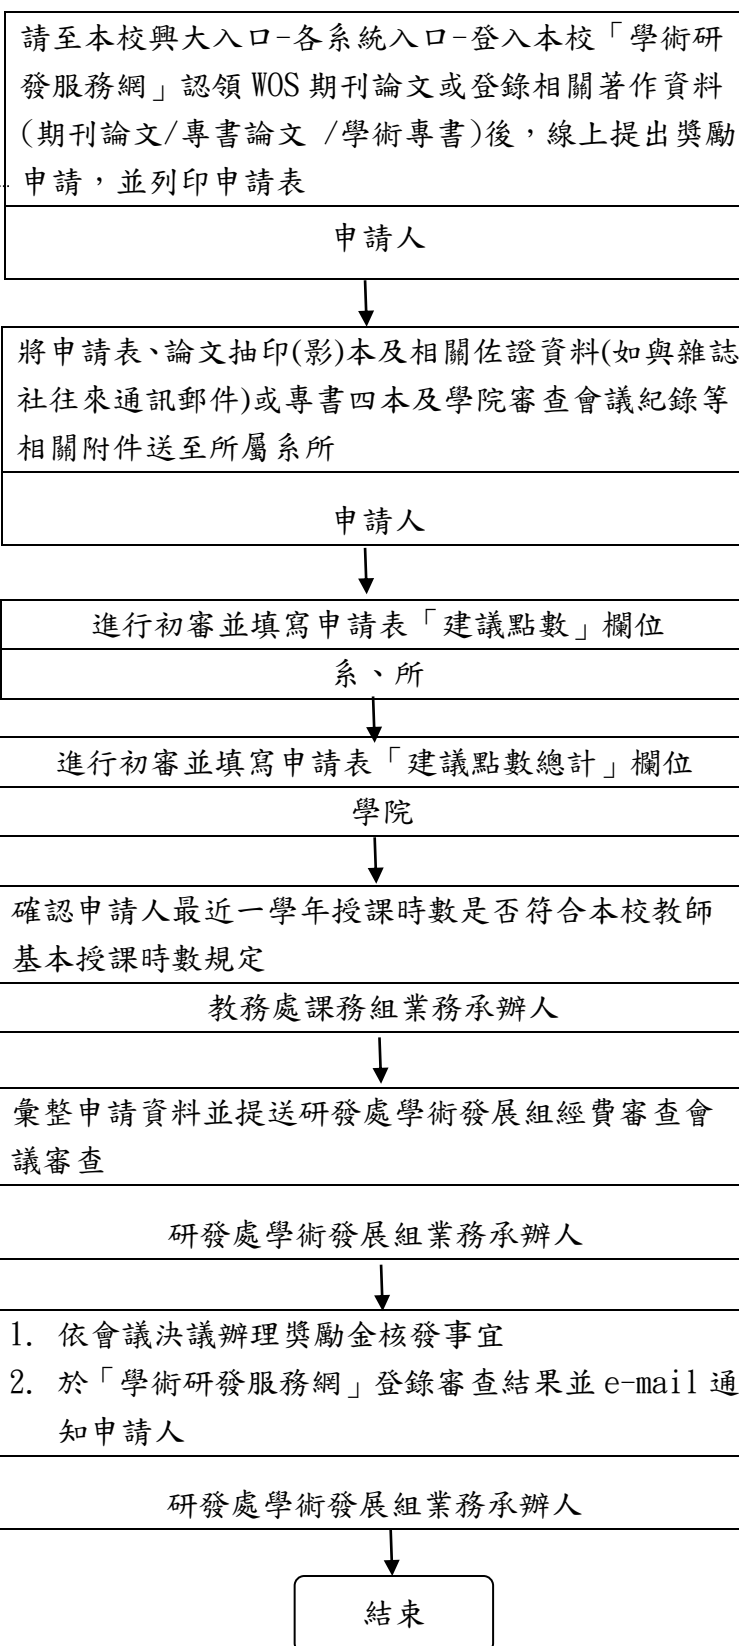 請至本校興大入口-各系統入口-登入本校「學術研
發服務網」認領 WOS 期刊論文或登錄相關著作資料
(期刊論文/專書論文 /學術專書)後，線上提出獎勵
申請，並列印申請表
申請人
將申請表、論文抽印(影)本及相關佐證資料(如與雜誌
社往來通訊郵件)或專書四本及學院審查會議紀錄等
相關附件送至所屬系所
申請人
進行初審並填寫申請表「建議點數」欄位
系、所
進行初審並填寫申請表「建議點數總計」欄位
學院
確認申請人最近一學年授課時數是否符合本校教師
基本授課時數規定
教務處課務組業務承辦人
彙整申請資料並提送研發處學術發展組經費審查會
議審查
研發處學術發展組業務承辦人
1. 依會議決議辦理獎勵金核發事宜
2. 於「學術研發服務網」登錄審查結果並 e-mail 通
知申請人
研發處學術發展組業務承辦人
結束